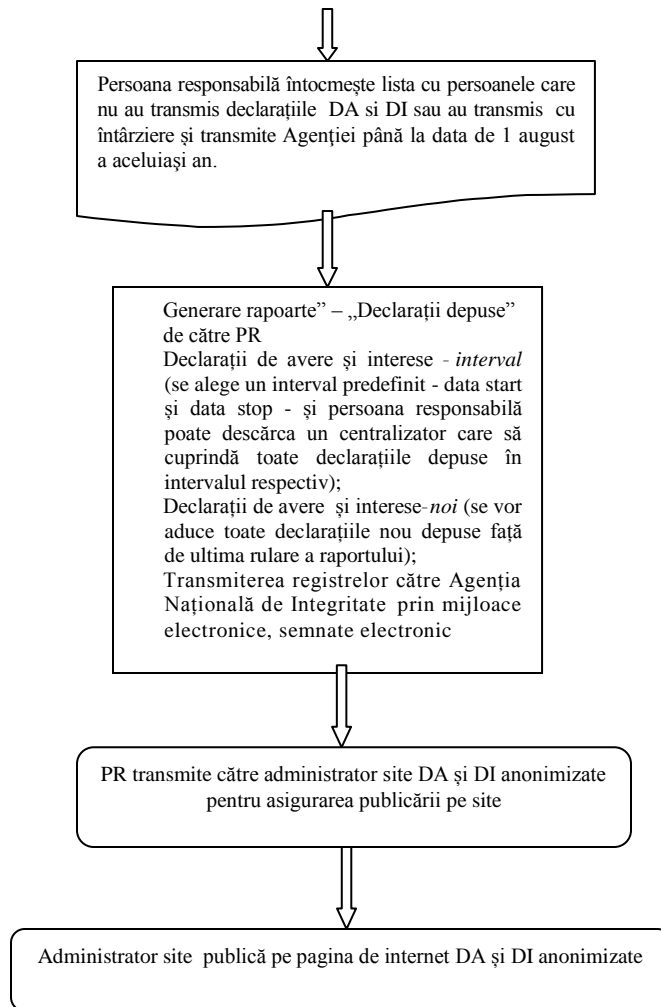 Persoana responsabilă întocmește lista cu persoanele care
nu au transmis declarațiile DA si DI sau au transmis cu
întârziere și transmite Agenţiei până la data de 1 august
a aceluiaşi an.
Generare rapoarte” – „Declarații depuse”
de către PR
Declarații de avere și interese - interval
(se alege un interval predefinit - data start
și data stop - și persoana responsabilă
poate descărca un centralizator care să
cuprindă toate declarațiile depuse în
intervalul respectiv);
Declarații de avere și interese-noi (se vor
aduce toate declarațiile nou depuse față
de ultima rulare a raportului);
Transmiterea registrelor către Agenția
Națională de Integritate prin mijloace
electronice, semnate electronic
PR transmite către administrator site DA și DI anonimizate
pentru asigurarea publicării pe site
Administrator site publică pe pagina de internet DA și DI anonimizate